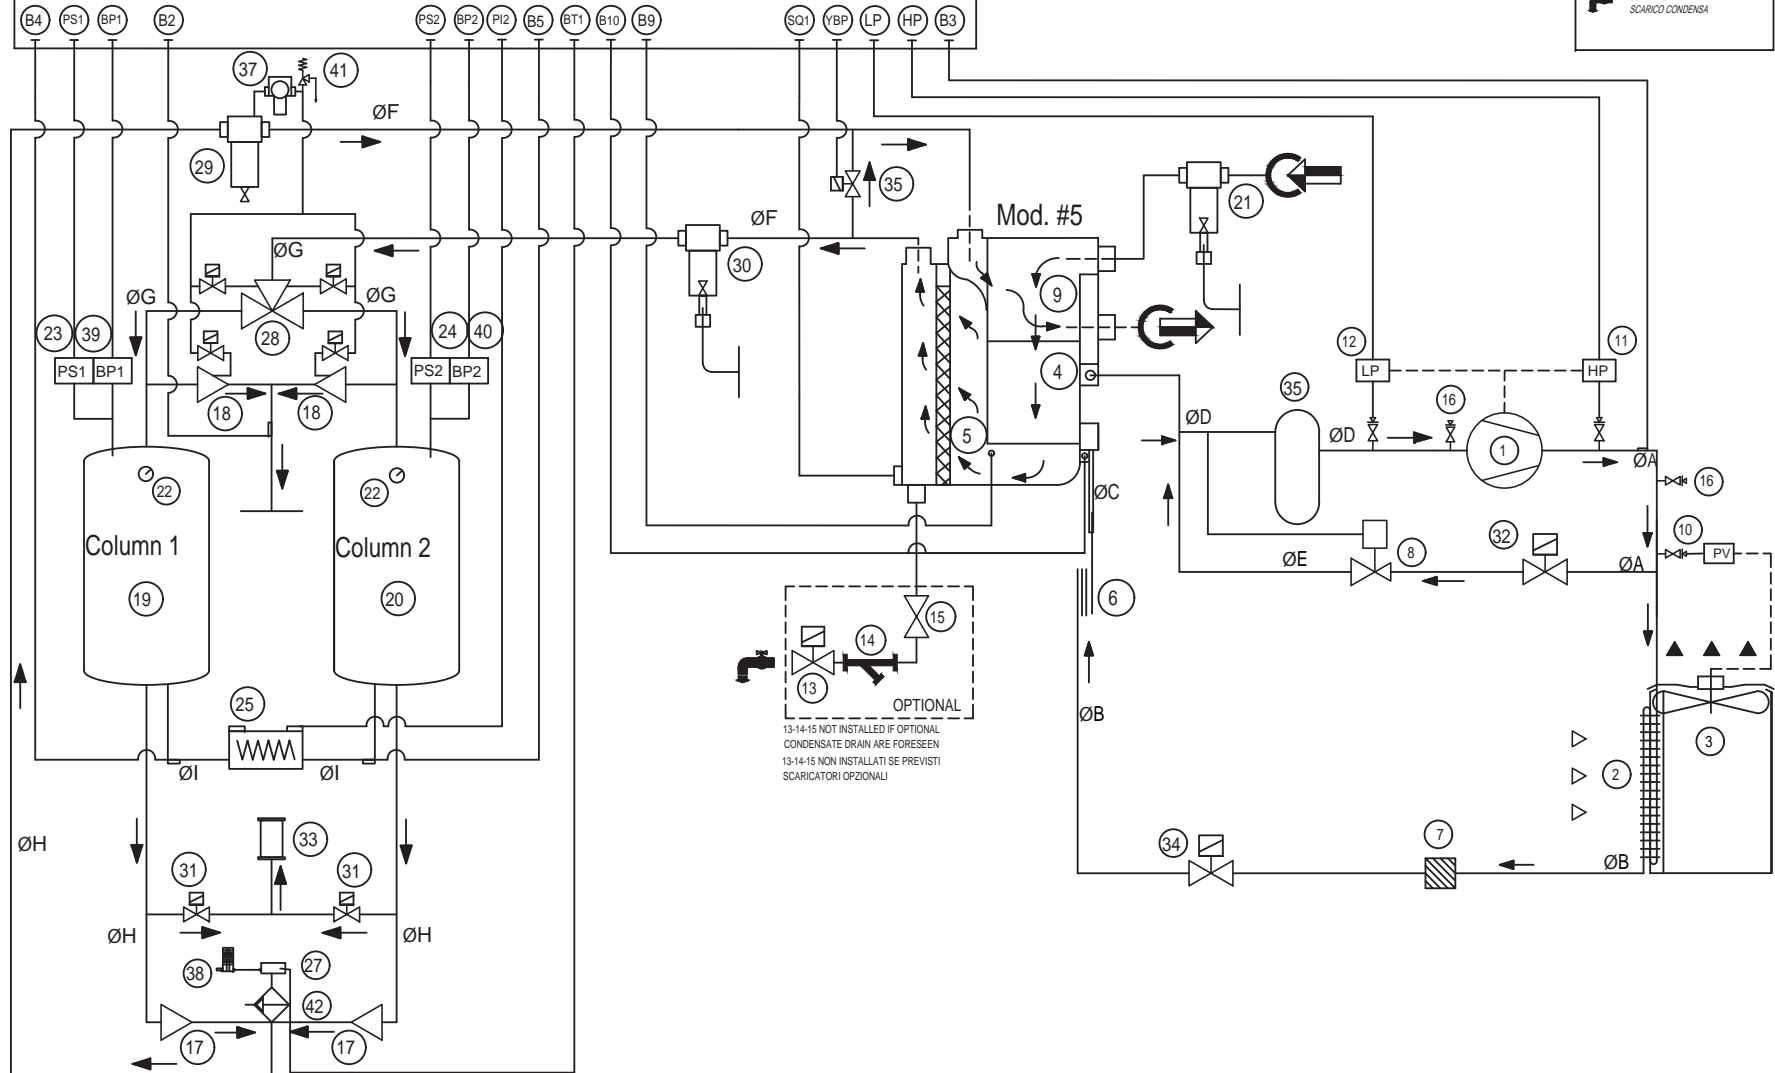 B4 PS1 BP1 B2 PS2 BP2 PI2 B5 BT1 B10 B9 SQ1 YBP LP HP B3
SCARICO CONDENSA
37 41
ØF
29
35
21
ØF
Mod. #5
30
ØG
ØG ØG
9
28
23 39
24 40
PS1 BP1
PS2 BP2
12
11
LP
HP
4
35
16
18 18
ØD
ØD
5
1
ØA
22
22
ØC
16
Column 1
Column 2
10
PV
32
8
ØE
ØA
19
20
6
15
14
13
OPTIONAL
13-14-15 NOT INSTALLED IF OPTIONAL
CONDENSATE DRAIN ARE FORESEEN
13-14-15 NON INSTALLATI SE PREVISTI
SCARICATORI OPZIONALI
25
ØI
ØI
ØB
3
2
33
ØH
34
7
ØB
31
31
ØH
ØH
38
27
42
17
17